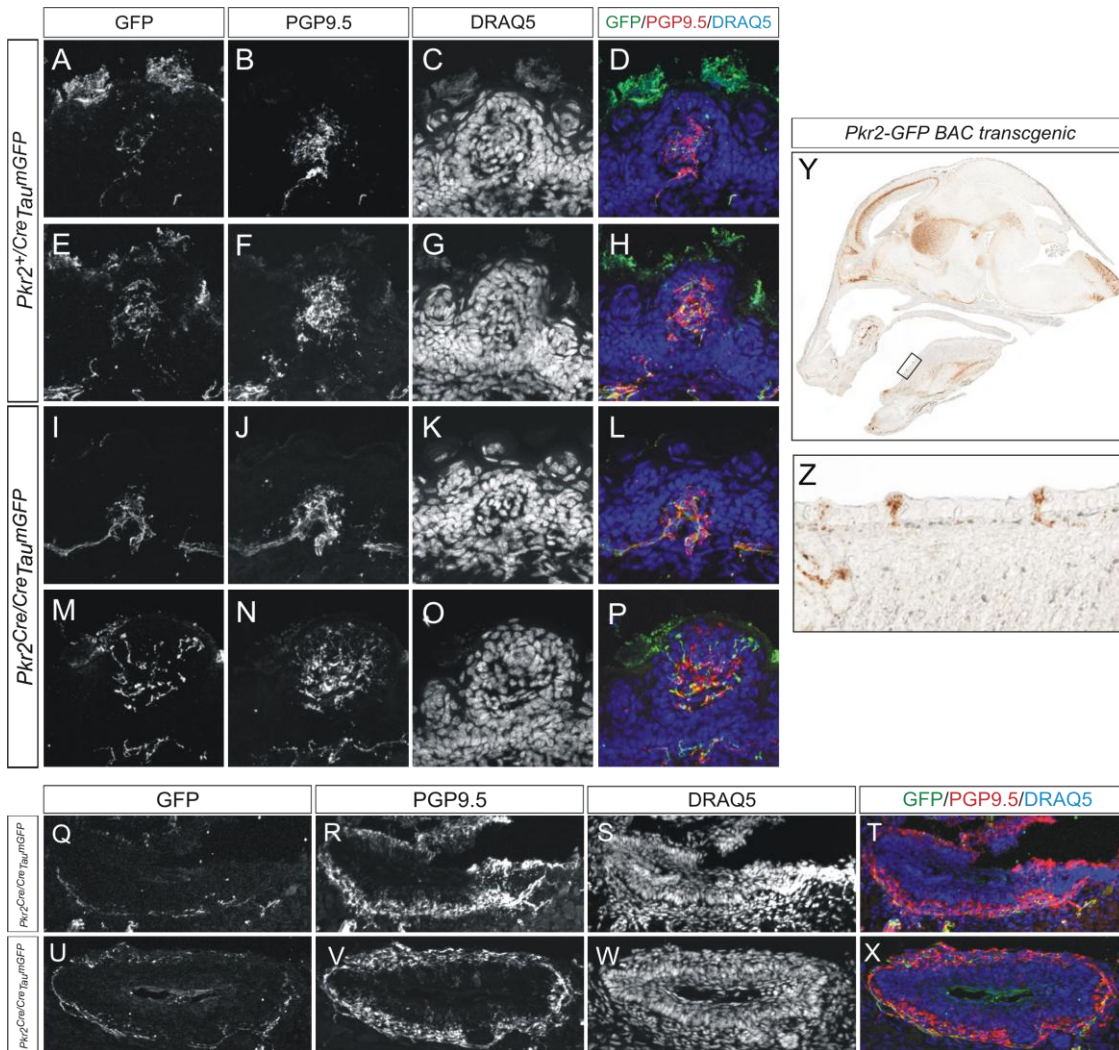 GFP PGP9.5 DRAQ5 GFP/PGP9.5/DRAQ5
Pkr2+/CreTaumGFP
A B C D
E F G H
Pkr2Cre/CreTaumGFP
I J K L
M N O P
Pkr2-GFP BAC transcgenic
Y
Z
GFP PGP9.5 DRAQ5 GFP/PGP9.5/DRAQ5
Pkr2Cre/CreTaumGFP
Q R S T
Pkr2Cre/CreTaumGFP
U V W X